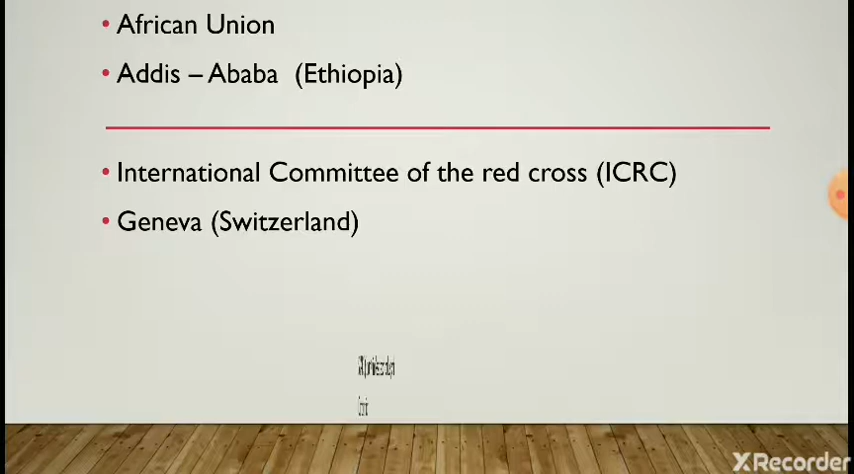 • African Union
• Addis – Ababa (Ethiopia)
• International Committee of the red cross (ICRC)
• Geneva (Switzerland)
XRecorder